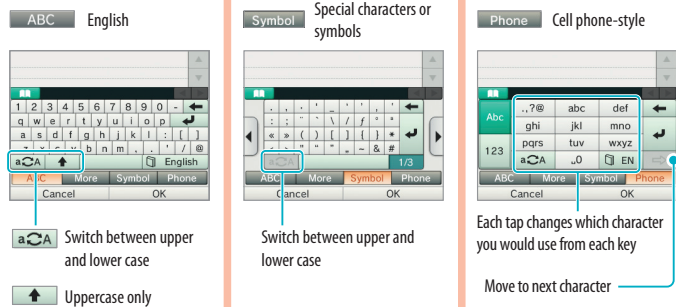 ABC English
1 2 3 4 5 6 7 8 9 0 -
q w e r t y u i o p
a s d f g h j k l : [ ]
z x c v b n m , . ' / @
a A English
ABC More Symbol Phone
Cancel OK
a A Switch between upper
and lower case
Uppercase only
Symbol Special characters or
symbols
« » ( ) [ ] { } *
~ & #
a A 1/3
ABC More Symbol Phone
Cancel OK
Switch between upper and
lower case
Phone Cell phone-style
Abc .,?@ abc def
ghi jkl mno
123 pqrs tuv wxyz
a A „0 EN
ABC More Symbol Phone
Cancel OK
Each tap changes which character
you would use from each key
Move to next character